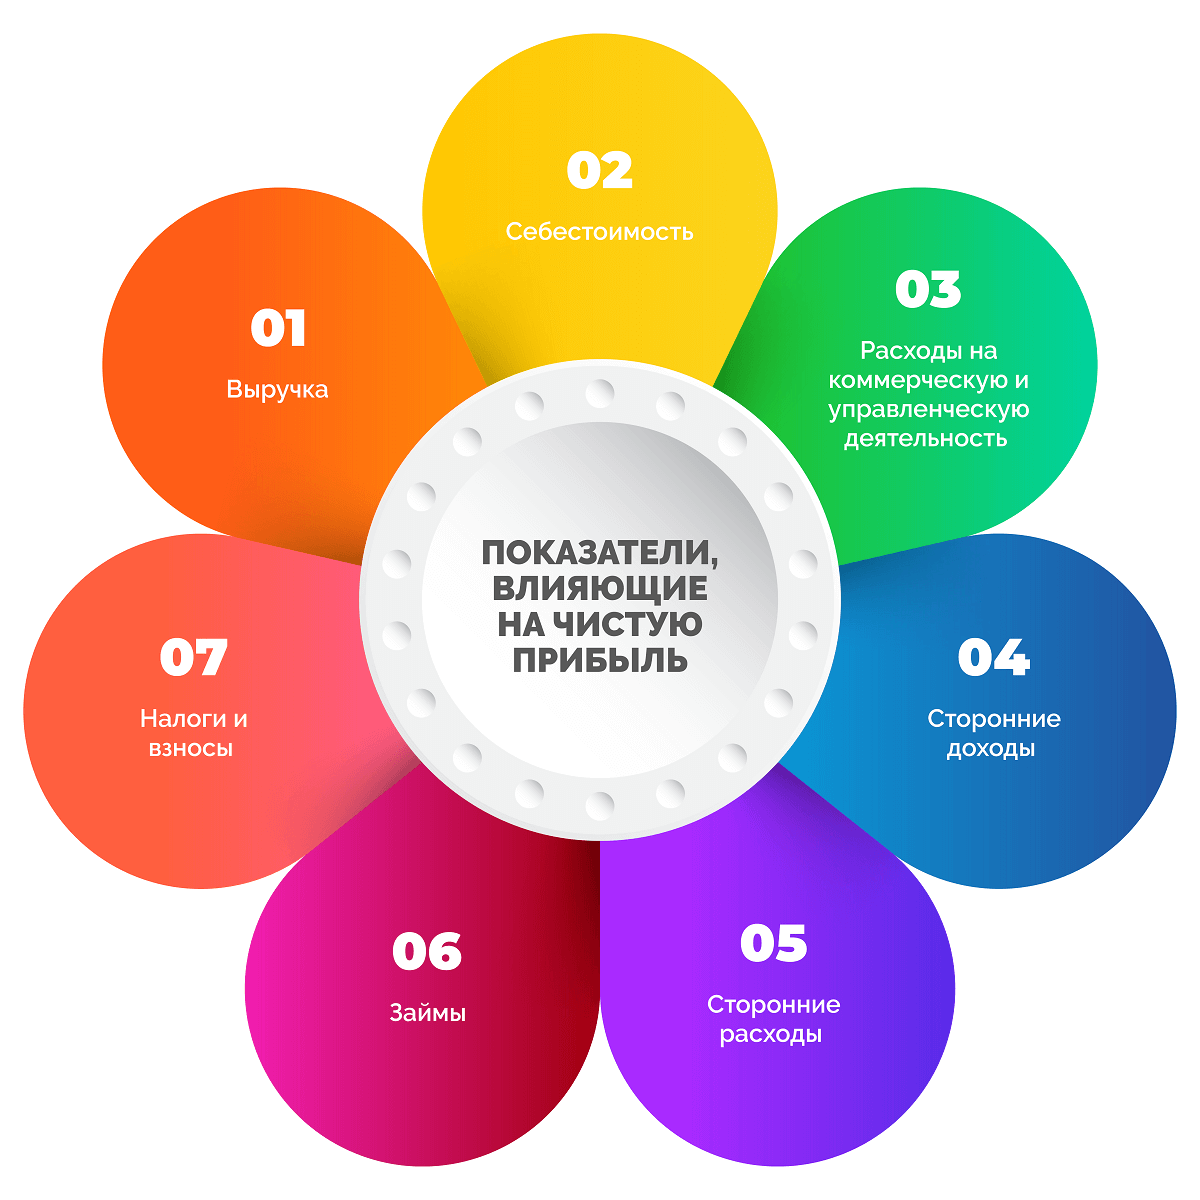 ПОКАЗАТЕЛИ,
ВЛИЯЮЩИЕ
НА ЧИСТУЮ
ПРИБЫЛЬ
01
Выручка
02
Себестоимость
03
Расходы на
коммерческую и
управленческую
деятельность
04
Сторонние
доходы
05
Сторонние
расходы
06
Займы
07
Налоги и
взносы